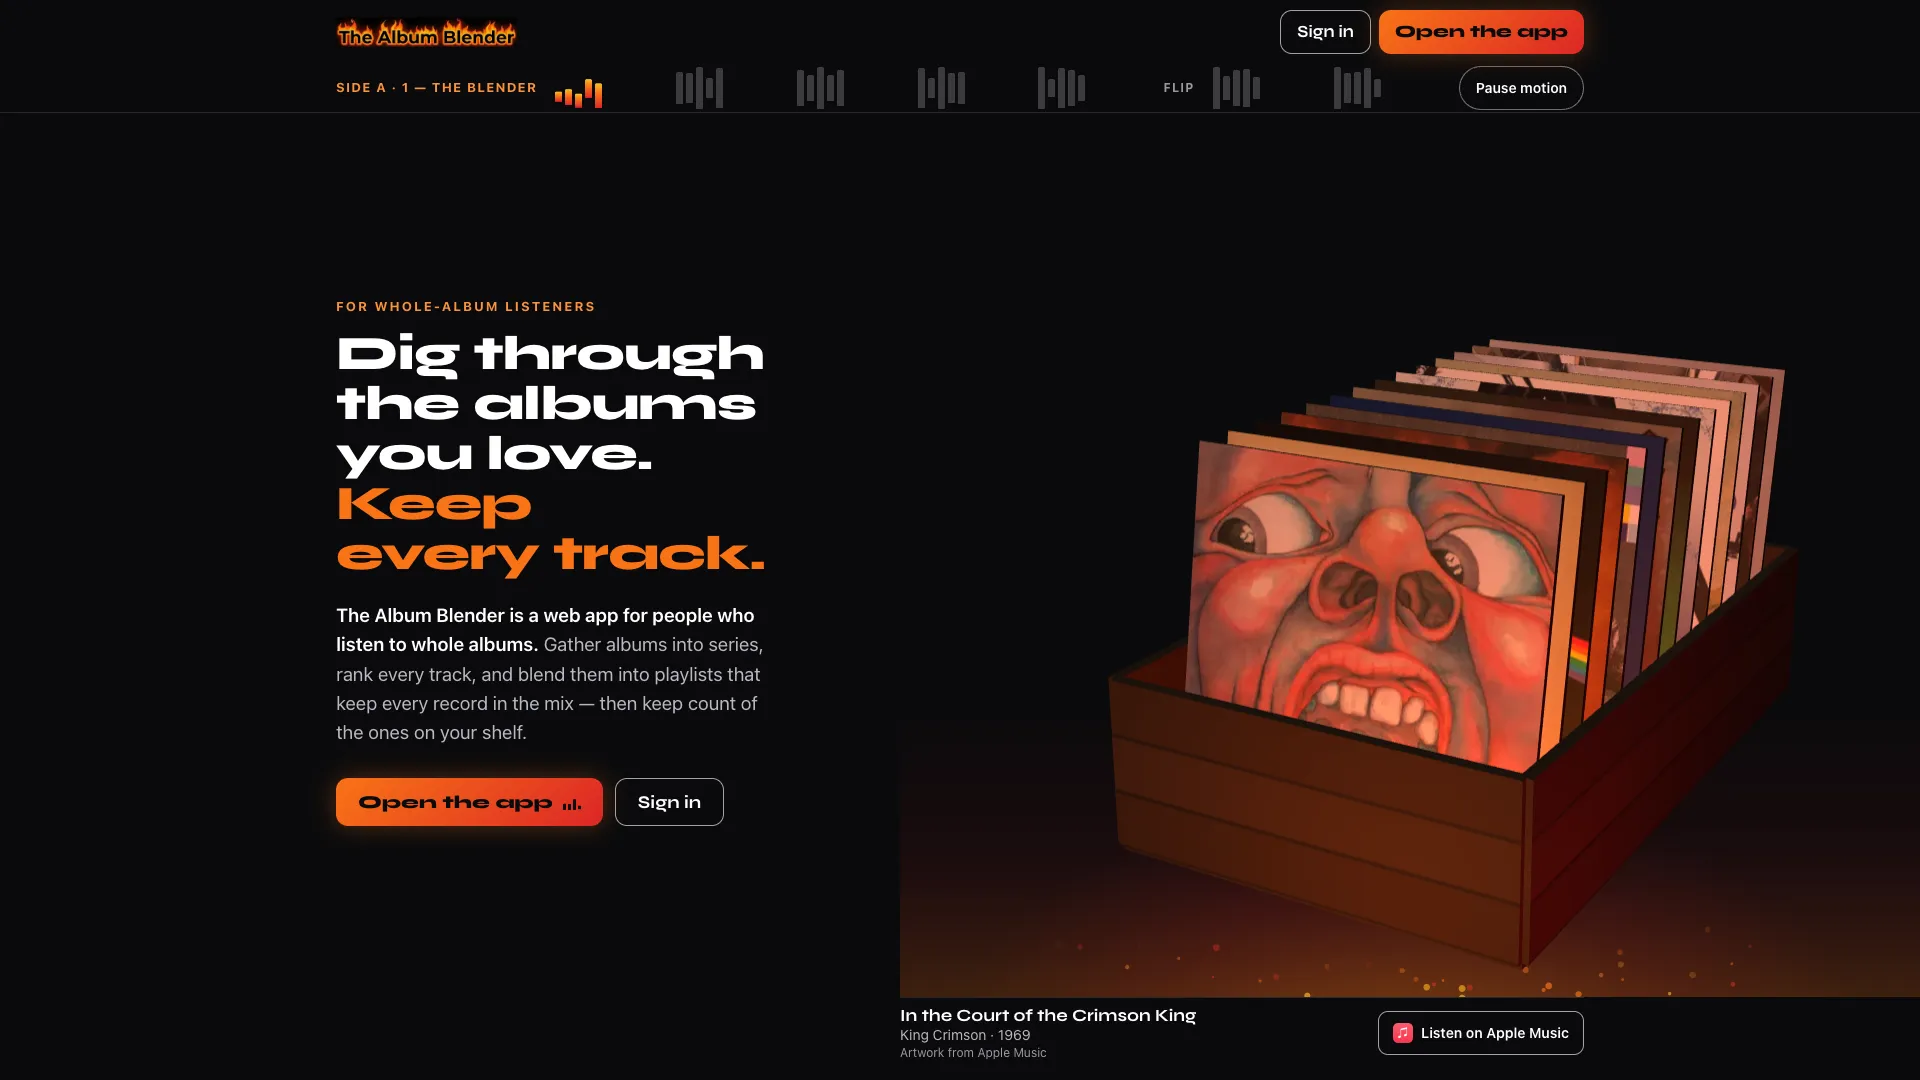 The Album Blender
Sign in
Open the app
SIDE A · 1 — THE BLENDER
FLIP
Pause motion
FOR WHOLE-ALBUM LISTENERS
Dig through
the albums
you love.
Keep
every track.
The Album Blender is a web app for people who
listen to whole albums. Gather albums into series,
rank every track, and blend them into playlists that
keep every record in the mix — then keep count of
the ones on your shelf.
Open the app
Sign in
In the Court of the Crimson King
King Crimson · 1969
Artwork from Apple Music
Listen on Apple Music